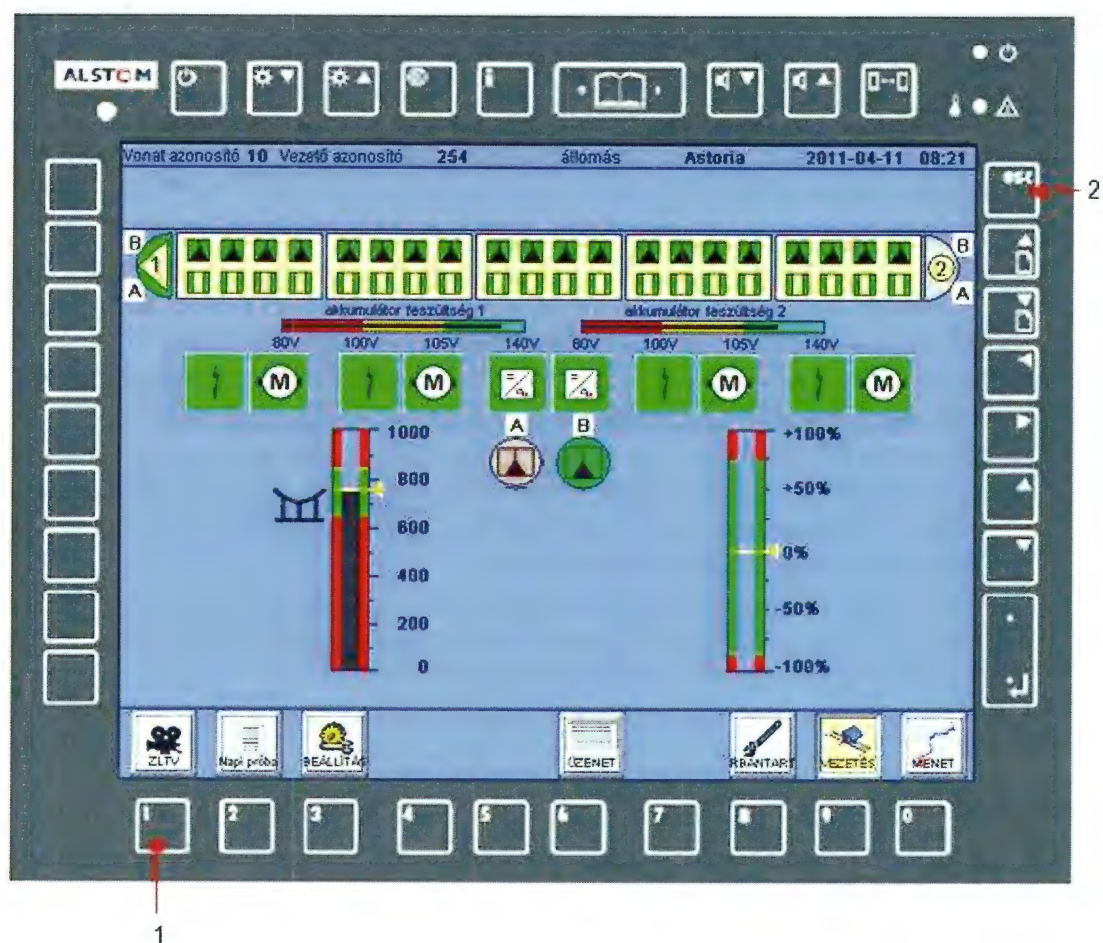 ALSTOM
i
Vonat azonosító 10 Vezető azonosító 254 állomás Astoria 2011-04-11 08:21
esc
2
B B
1 2
A A
akkumulátor feszültség 1 akkumulátor feszültség 2
80V 100V 105V 140V 60V 100V 105V 140V
M M M M
A B
1000 +100%
800 +50%
600 0%
400 -50%
200 -100%
0
ZLTV Napi próba BEÁLLÍTÁS ÜZENET RBANTART VEZETÉS MENET
1 2 3 4 5 6 7 8 9 0
1